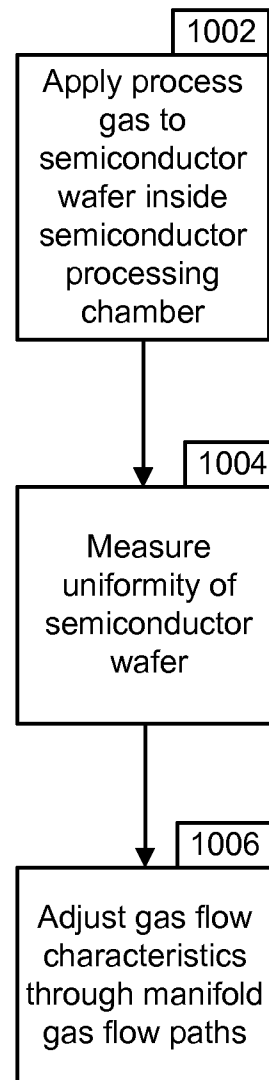 1002
Apply process
gas to
semiconductor
wafer inside
semiconductor
processing
chamber
1004
Measure
uniformity of
semiconductor
wafer
1006
Adjust gas flow
characteristics
through manifold
gas flow paths